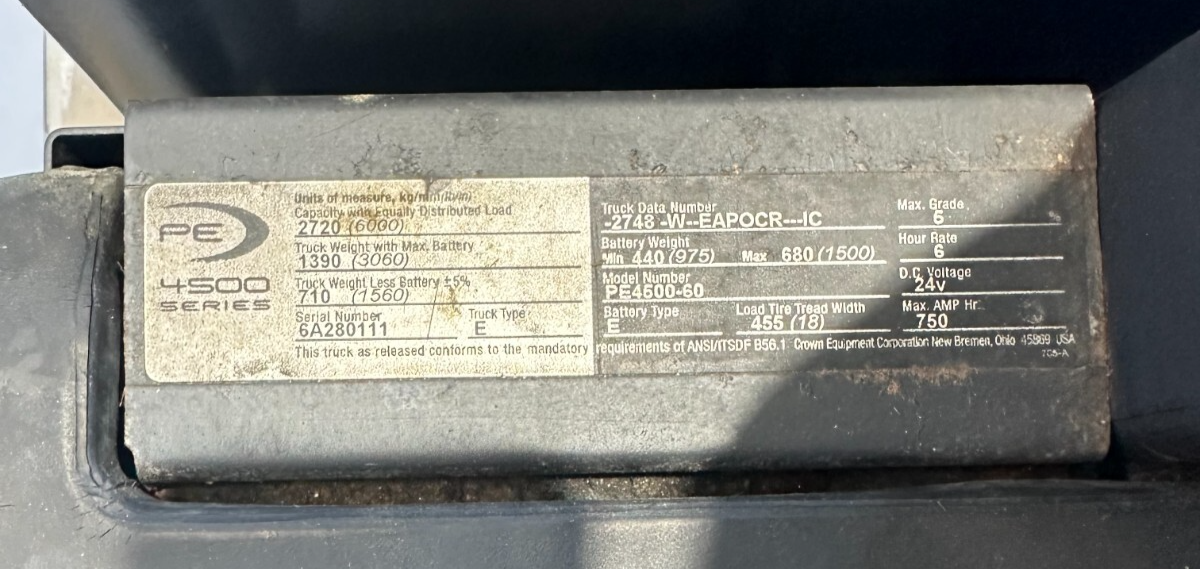 PE
4500
SERIES
Units of measure, kg/mm(lb/in)
Capacity with Equally Distributed Load
2720 (6000)
Truck Weight with Max. Battery
1390 (3060)
Truck Weight Less Battery ±5%
710 (1560)
Serial Number
6A280111
Truck Type
E
Truck Data Number
-2748 -W--EAPOCR---IC
Battery Weight
Min 440 (975) Max 680 (1500)
Model Number
PE4500-60
Battery Type
E
Load Tire Tread Width
455 (18)
Max. Grade
6
Hour Rate
6
D.C. Voltage
24v
Max. AMP Hr.
750
This truck as released conforms to the mandatory requirements of ANSI/ITSDF B56.1 Crown Equipment Corporation New Bremen, Ohio 45869 USA